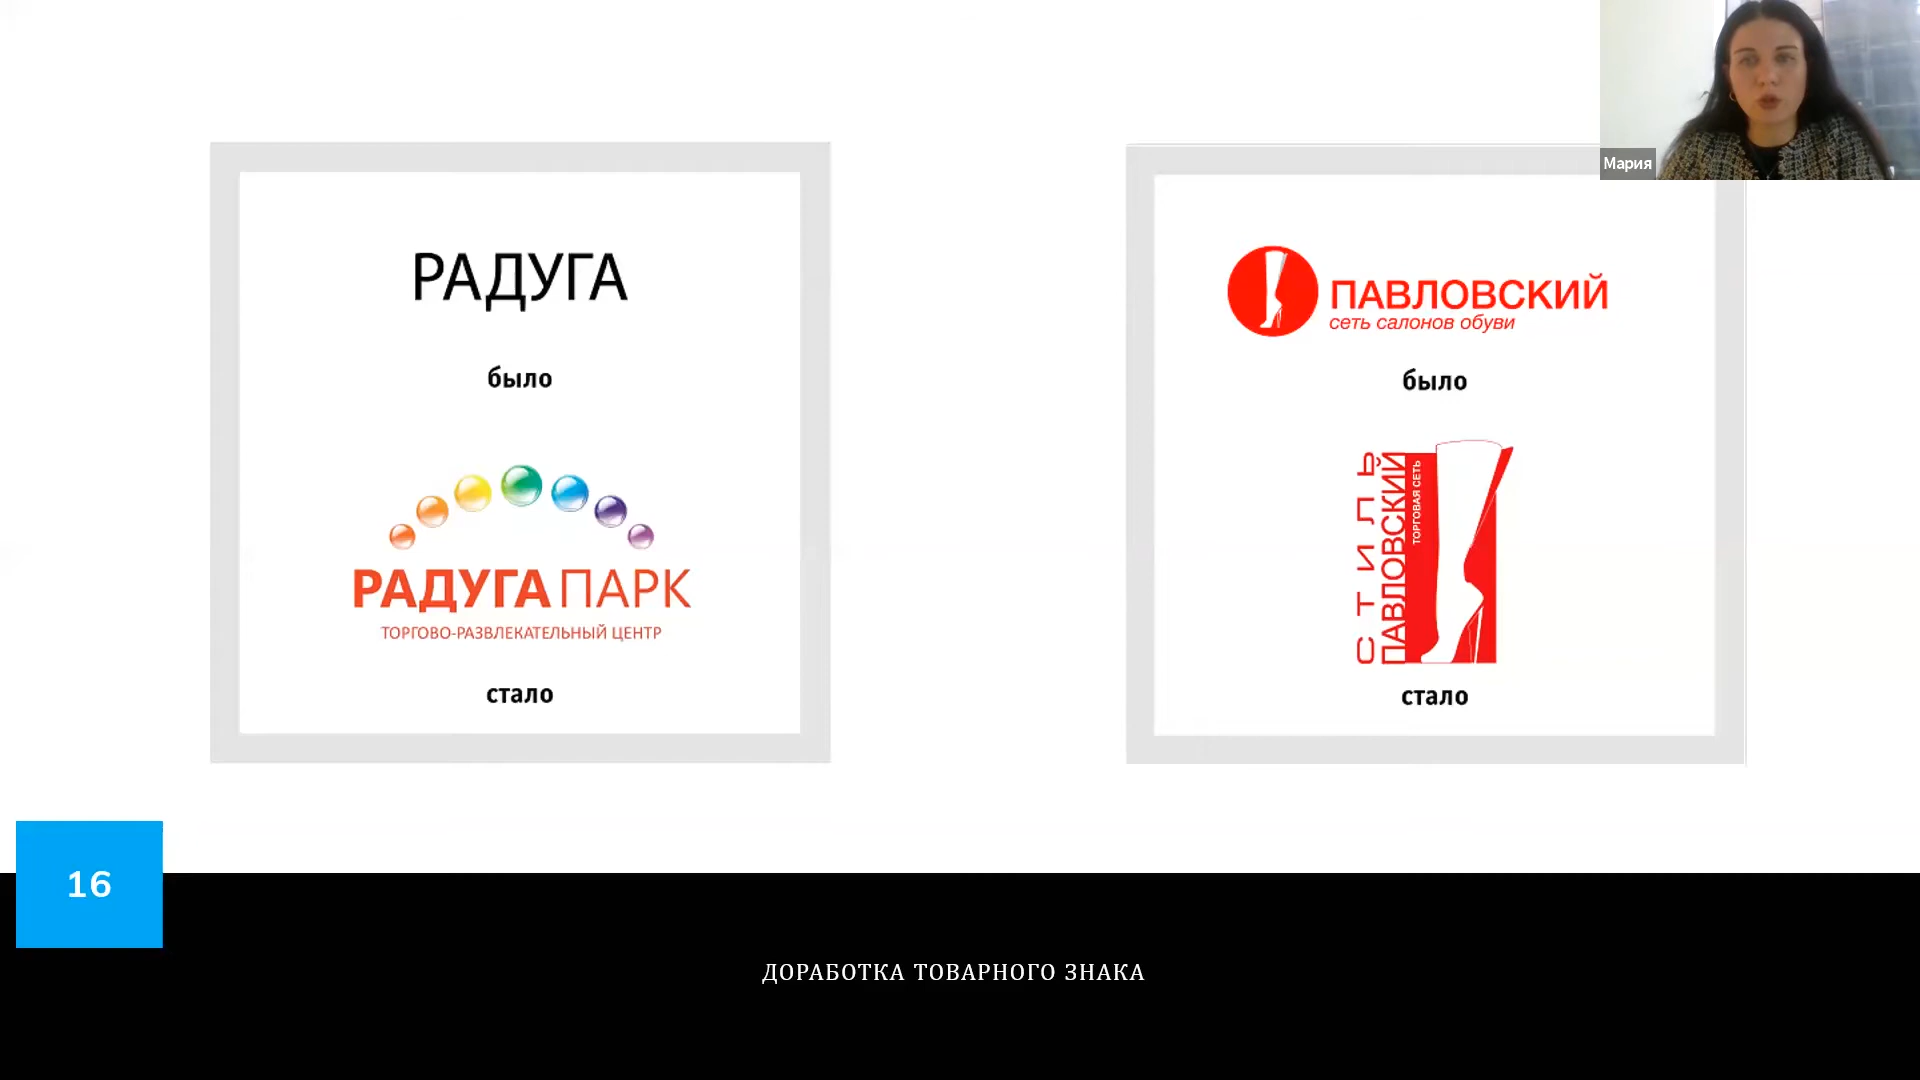 Мария
РАДУГА
было
РАДУГА ПАРК
ТОРГОВО-РАЗВЛЕКАТЕЛЬНЫЙ ЦЕНТР
стало
ПАВЛОВСКИЙ
сеть салонов обуви
было
СТИЛЬ
ПАВЛОВСКИЙ
ТОРГОВАЯ СЕТЬ
стало
16
ДОРАБОТКА ТОВАРНОГО ЗНАКА